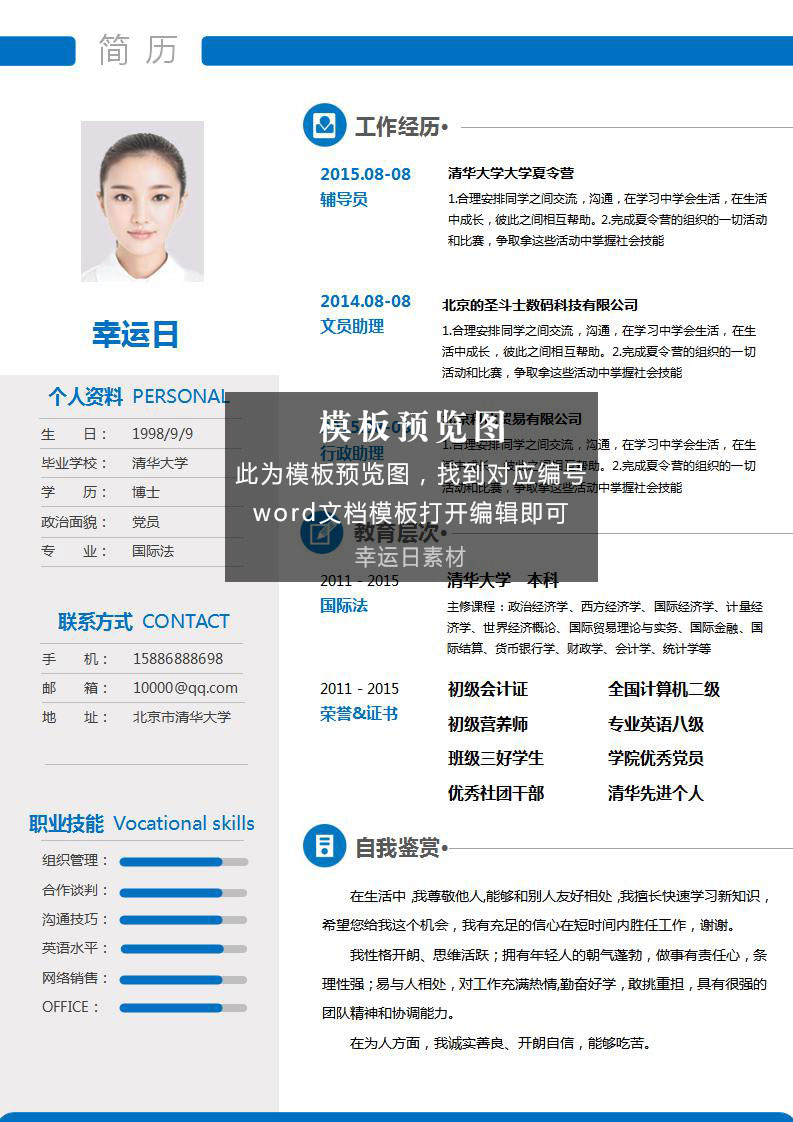 简 历
幸运日
个人资料 PERSONAL
生 日： 1998/9/9
毕业学校： 清华大学
学 历： 博士
政治面貌： 党员
专 业： 国际法
联系方式 CONTACT
手 机： 15886888698
邮 箱： 10000@qq.com
地 址： 北京市清华大学
职业技能 Vocational skills
组织管理：
合作谈判：
沟通技巧：
英语水平：
网络销售：
OFFICE：
工作经历•
2015.08-08
辅导员
清华大学大学夏令营
1.合理安排同学之间交流，沟通，在学习中学会生活，在生活
中成长，彼此之间相互帮助。2.完成夏令营的组织的一切活动
和比赛，争取拿这些活动中掌握社会技能
2014.08-08
文员助理
北京的圣斗士数码科技有限公司
1.合理安排同学之间交流，沟通，在学习中学会生活，在生
活中成长，彼此之间相互帮助。2.完成夏令营的组织的一切
活动和比赛，争取拿这些活动中掌握社会技能
行政助理
贸易有限公司
1.合理安排同学之间交流，沟通，在学习中学会生活，在生
助。2.完成夏令营的组织的一切
活动和比赛，争取拿这些活动中掌握社会技能
模板预览图
此为模板预览图，找到对应编号
word文档模板打开编辑即可
幸运日素材
教育层次•
2011 - 2015
国际法
清华大学 本科
主修课程：政治经济学、西方经济学、国际经济学、计量经
济学、世界经济概论、国际贸易理论与实务、国际金融、国
际结算、货币银行学、财政学、会计学、统计学等
2011 - 2015
荣誉&证书
初级会计证 全国计算机二级
初级营养师 专业英语八级
班级三好学生 学院优秀党员
优秀社团干部 清华先进个人
自我鉴赏•
在生活中 ,我尊敬他人,能够和别人友好相处 ,我擅长快速学习新知识，
希望您给我这个机会，我有充足的信心在短时间内胜任工作，谢谢。
我性格开朗、思维活跃；拥有年轻人的朝气蓬勃，做事有责任心，条
理性强；易与人相处，对工作充满热情,勤奋好学，敢挑重担，具有很强的
团队精神和协调能力。
在为人方面，我诚实善良、开朗自信，能够吃苦。